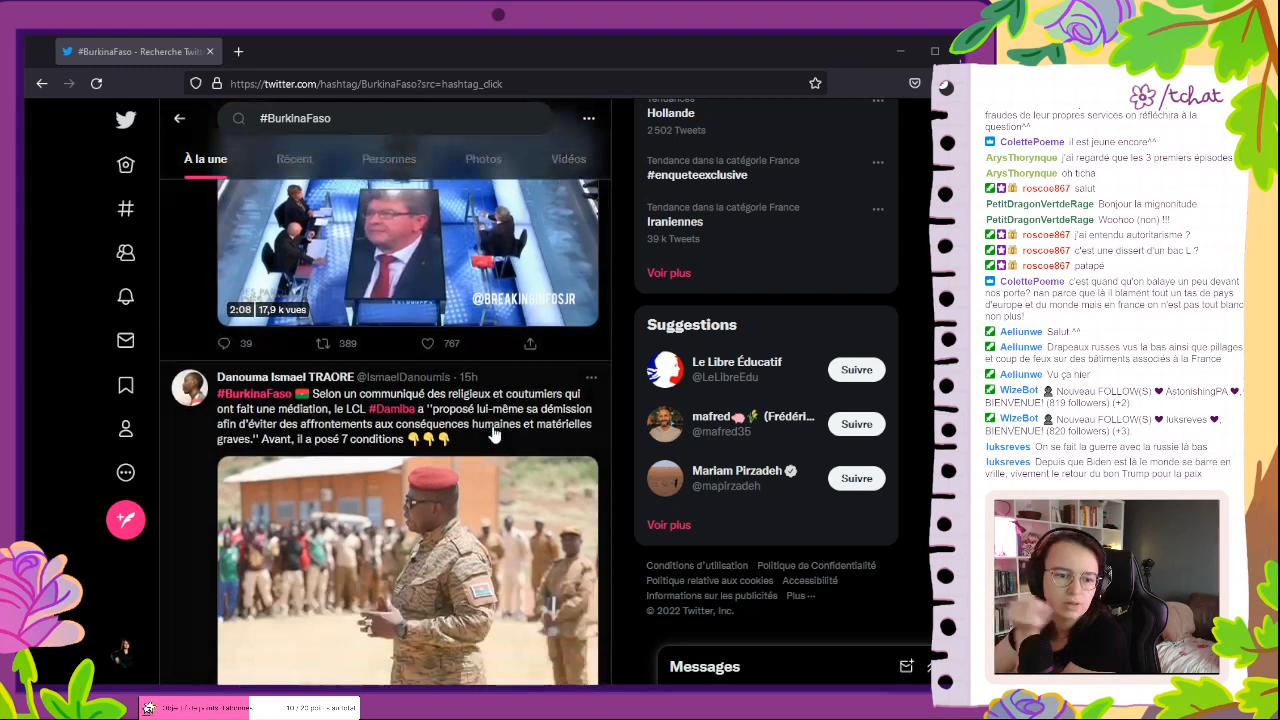 #BurkinaFaso - Recherche Twitt
https://twitter.com/hashtag/BurkinaFaso?src=hashtag_click
#BurkinaFaso
À la une
Récent
Personnes
Photos
Vidéos
@BREAKINGINFOSJR
2:08
17,9 k vues
39
389
767
Danouma Ismael TRAORE @IsmaelDanoumis · 15h
#BurkinaFaso Selon un communiqué des religieux et coutumiers qui
ont fait une médiation, le LCL #Damiba a "proposé lui-même sa démission
afin d'éviter des affrontements aux conséquences humaines et matérielles
graves." Avant il a posé 7 conditions
Tendances
Hollande
2 502 Tweets
Tendance dans la catégorie France
#enqueteexclusive
Tendance dans la catégorie France
Iraniennes
39 k Tweets
Voir plus
Suggestions
Le Libre Éducatif
@LeLibreEdu
Suivre
mafred (Frédéri...
@mafred35
Suivre
Mariam Pirzadeh
@mapirzadeh
Suivre
Voir plus
Conditions d'utilisation Politique de Confidentialité
Politique relative aux cookies Accessibilité
Informations sur les publicités Plus ···
© 2022 Twitter, Inc.
Messages
/tchat
fraudes de leur propres services on réfléchira à la
question^^
ColettePoeme il est jeune encore^^
ArysThorynque j'ai regardé que les 3 premiers épisodes
ArysThorynque oh ticha
roscoe867 salut
PetitDragonVertdeRage Bonjour la mignonitude
PetitDragonVertdeRage Woohoo (non) !!!
roscoe867 j'ai entendu autoritarisme ?
roscoe867 c'est une dissert d'un bac L ?
roscoe867 patapé
ColettePoeme c'est quand qu'on balaye un peu devant
nos porte? nan parce que là il blament tout un tas de pays
d'europe et du monde mais en france on n'est pas tout blanc
non plus!
Aeliunwe Salut ^^
Aeliunwe Drapeaux russes vus la bas ainsi que pillages
et coup de feux sur des bâtiments associés à la France
Aeliunwe Vu ça hier
WizeBot Nouveau FOLLOW(S) AstonishingPA,
BIENVENUE! (819 followers) (+2).
WizeBot Nouveau FOLLOW(S) luksreves,
BIENVENUE! (820 followers) (+3).
luksreves On se fait la guerre avec la russie là bas
luksreves Depuis que Biden est là le monde se barre en
vrille, vivement le retour du bon Trump pour la paix